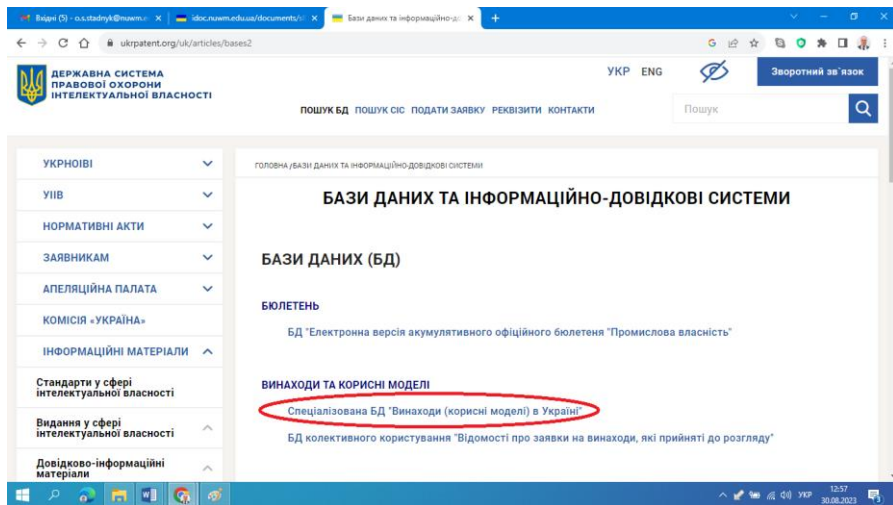 Вхідні (5) - o.s.stadnyk@nuwm.e
idoc.nuwm.edu.ua/documents/
Бази даних та інформаційно-до
ukrpatent.org/uk/articles/bases2
ДЕРЖАВНА СИСТЕМА
ПРАВОВОЇ ОХОРОНИ
ІНТЕЛЕКТУАЛЬНОЇ ВЛАСНОСТІ
УКР ENG
Зворотній зв'язок
ПОШУК БД ПОШУК СІС ПОДАТИ ЗАЯВКУ РЕКВІЗИТИ КОНТАКТИ
Пошук
УКРНОІВІ
УІІВ
НОРМАТИВНІ АКТИ
ЗАЯВНИКАМ
АПЕЛЯЦІЙНА ПАЛАТА
КОМІСІЯ «УКРАЇНА»
ІНФОРМАЦІЙНІ МАТЕРІАЛИ
Стандарти у сфері
інтелектуальної власності
Видання у сфері
інтелектуальної власності
Довідково-інформаційні
матеріали
ГОЛОВНА /БАЗИ ДАНИХ ТА ІНФОРМАЦІЙНО-ДОВІДКОВІ СИСТЕМИ
БАЗИ ДАНИХ ТА ІНФОРМАЦІЙНО-ДОВІДКОВІ СИСТЕМИ
БАЗИ ДАНИХ (БД)
БЮЛЕТЕНЬ
БД "Електронна версія акумулятивного офіційного бюлетеня "Промислова власність"
ВИНАХОДИ ТА КОРИСНІ МОДЕЛІ
Спеціалізована БД "Винаходи (корисні моделі) в Україні"
БД колективного користування "Відомості про заявки на винаходи, які прийняті до розгляду"
УКР
12:57
30.08.2023